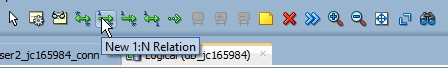 New 1:N Relation
ser2_jc165984_conn
Logical (db_jc165984)